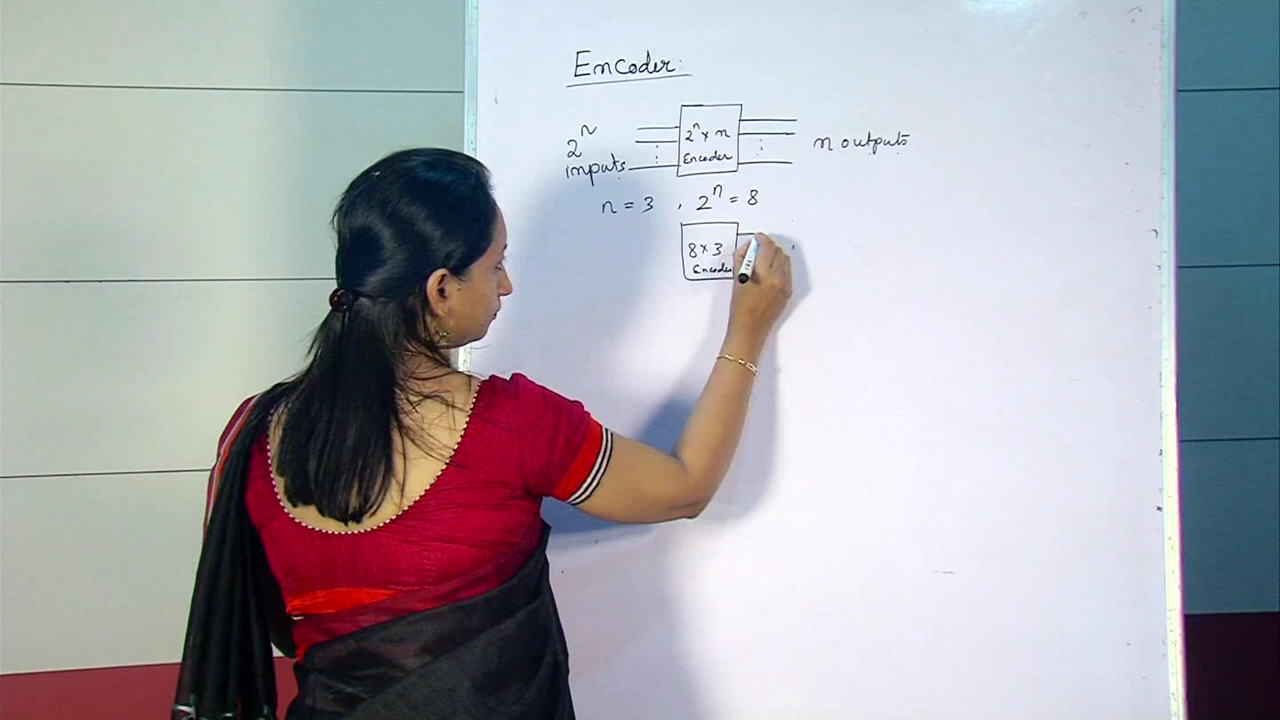 Encoder:
2^n inputs
2^n x n Encoder
n outputs
n = 3 , 2^n = 8
8 x 3 Encoder